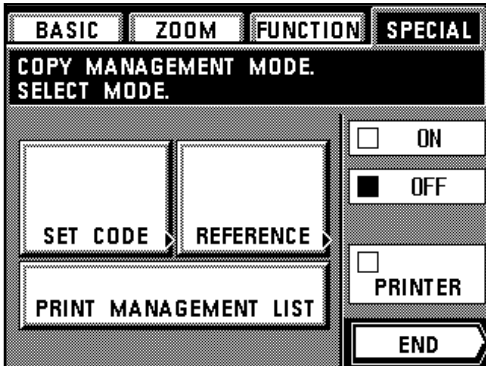 BASIC ZOOM FUNCTION SPECIAL
COPY MANAGEMENT MODE.
SELECT MODE.
ON
OFF
SET CODE REFERENCE
PRINTER
PRINT MANAGEMENT LIST
END